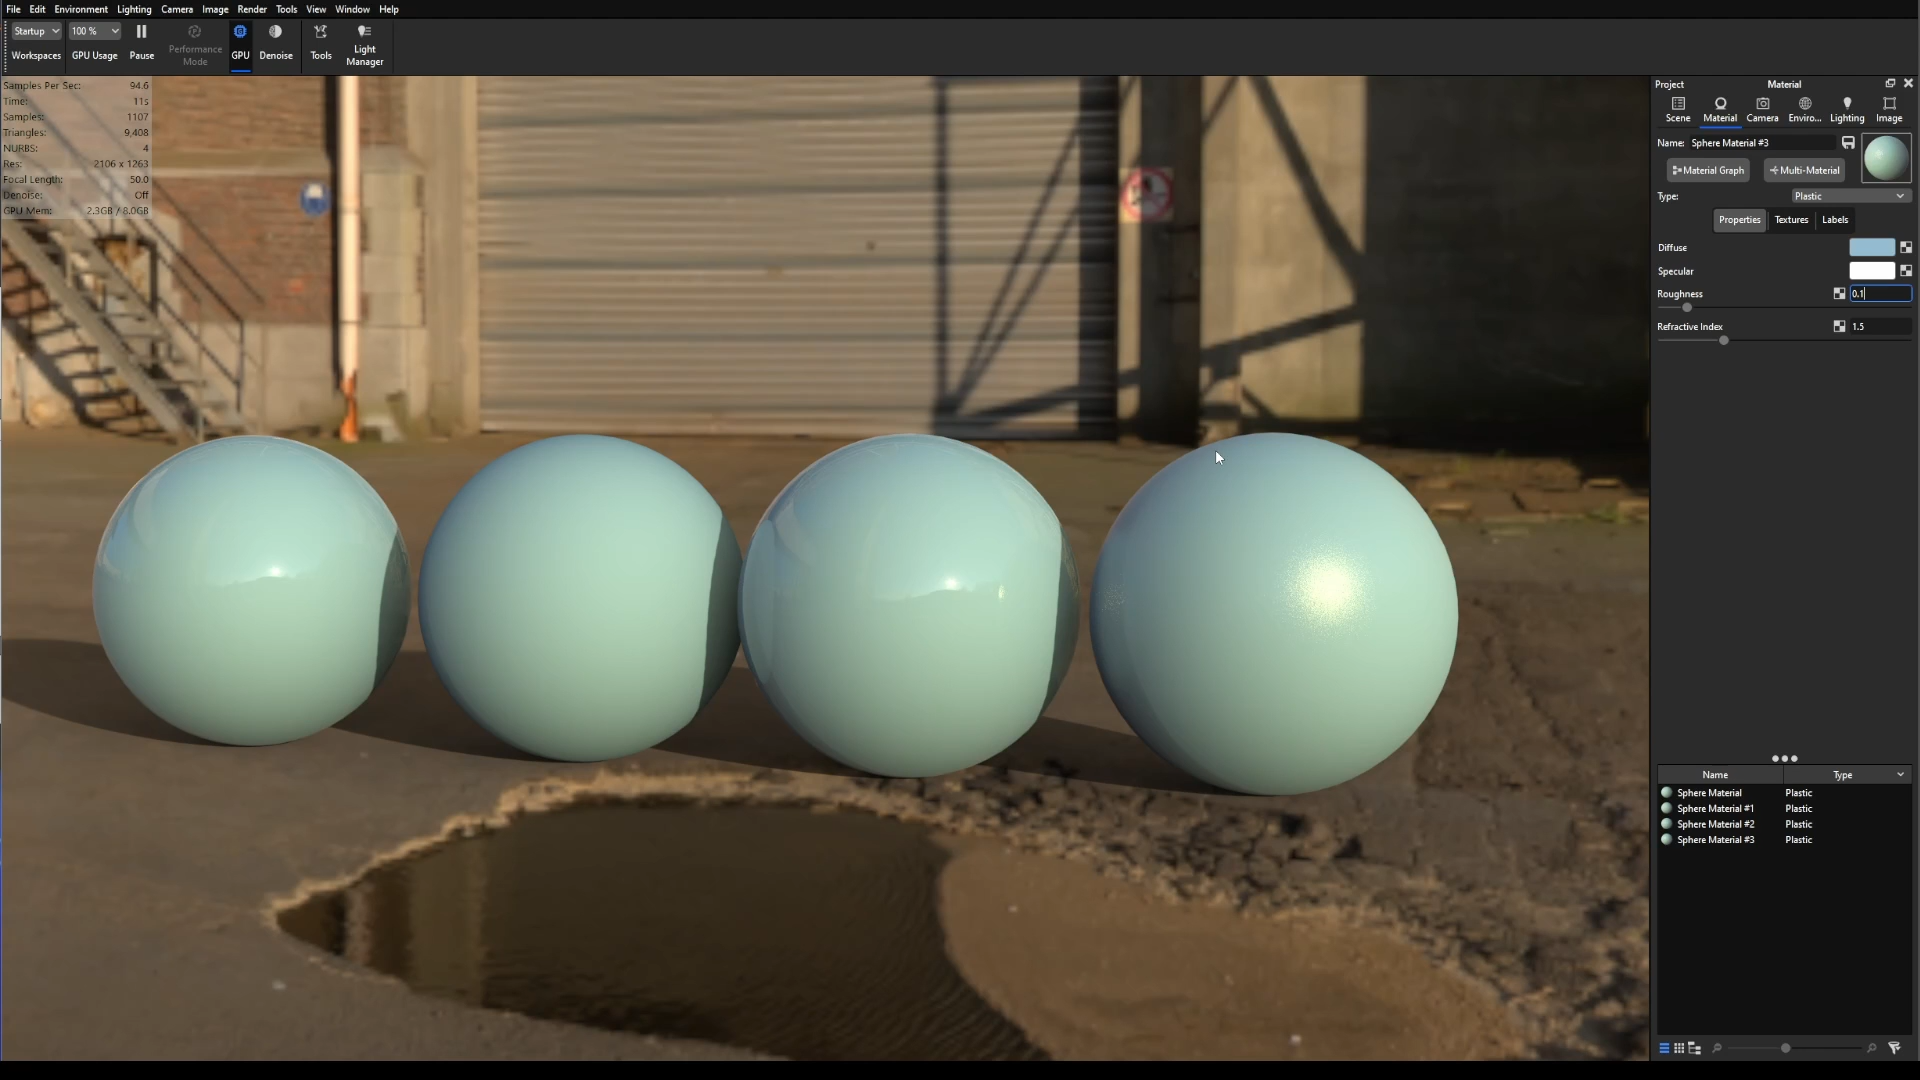 File Edit Environment Lighting Camera Image Render Tools View Window Help
Startup 100 %
Workspaces GPU Usage Pause Performance Mode GPU Denoise Tools Light Manager
Samples Per Sec: 94.6
Time: 11s
Samples: 1107
Triangles: 9,408
NURBS: 4
Res: 2106 x 1263
Focal Length: 50.0
Denoise: Off
GPU Mem: 2.3GB / 8.0GB
Project Material
Scene Material Camera Enviro... Lighting Image
Name: Sphere Material #3
Material Graph Multi-Material
Type: Plastic
Properties Textures Labels
Diffuse
Specular
Roughness 0.1
Refractive Index 1.5
Name Type
Sphere Material Plastic
Sphere Material #1 Plastic
Sphere Material #2 Plastic
Sphere Material #3 Plastic